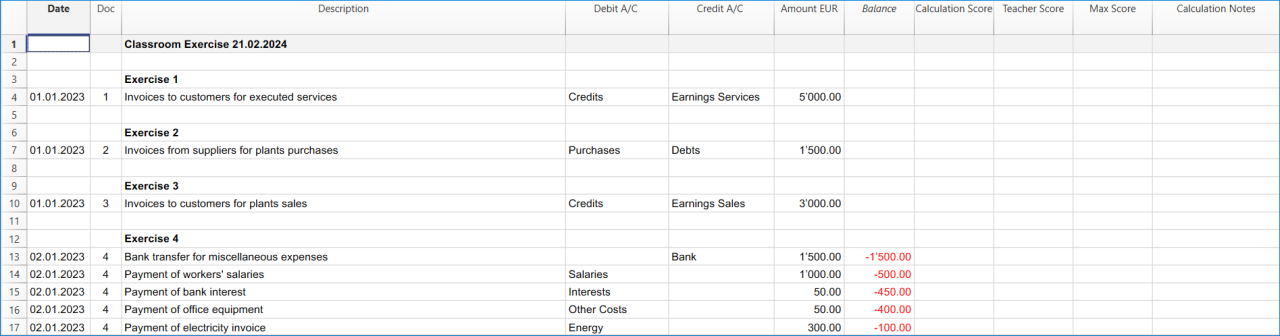 Date Doc Description Debit A/C Credit A/C Amount EUR Balance Calculation Score Teacher Score Max Score Calculation Notes
1 Classroom Exercise 21.02.2024
2
3 Exercise 1
4 01.01.2023 1 Invoices to customers for executed services Credits Earnings Services 5'000.00
5
6 Exercise 2
7 01.01.2023 2 Invoices from suppliers for plants purchases Purchases Debts 1'500.00
8
9 Exercise 3
10 01.01.2023 3 Invoices to customers for plants sales Credits Earnings Sales 3'000.00
11
12 Exercise 4
13 02.01.2023 4 Bank transfer for miscellaneous expenses Bank 1'500.00 -1'500.00
14 02.01.2023 4 Payment of workers' salaries Salaries 1'000.00 -500.00
15 02.01.2023 4 Payment of bank interest Interests 50.00 -450.00
16 02.01.2023 4 Payment of office equipment Other Costs 50.00 -400.00
17 02.01.2023 4 Payment of electricity invoice Energy 300.00 -100.00